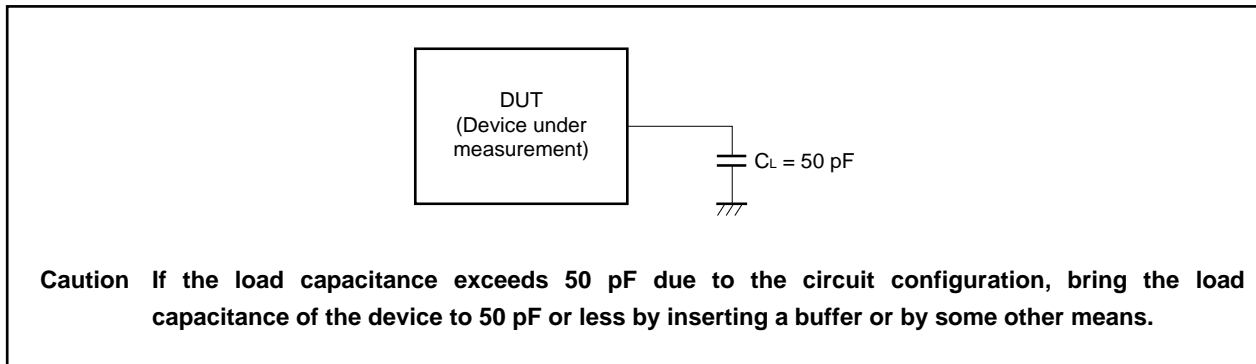 DUT
(Device under
measurement)
CL = 50 pF
Caution If the load capacitance exceeds 50 pF due to the circuit configuration, bring the load
capacitance of the device to 50 pF or less by inserting a buffer or by some other means.